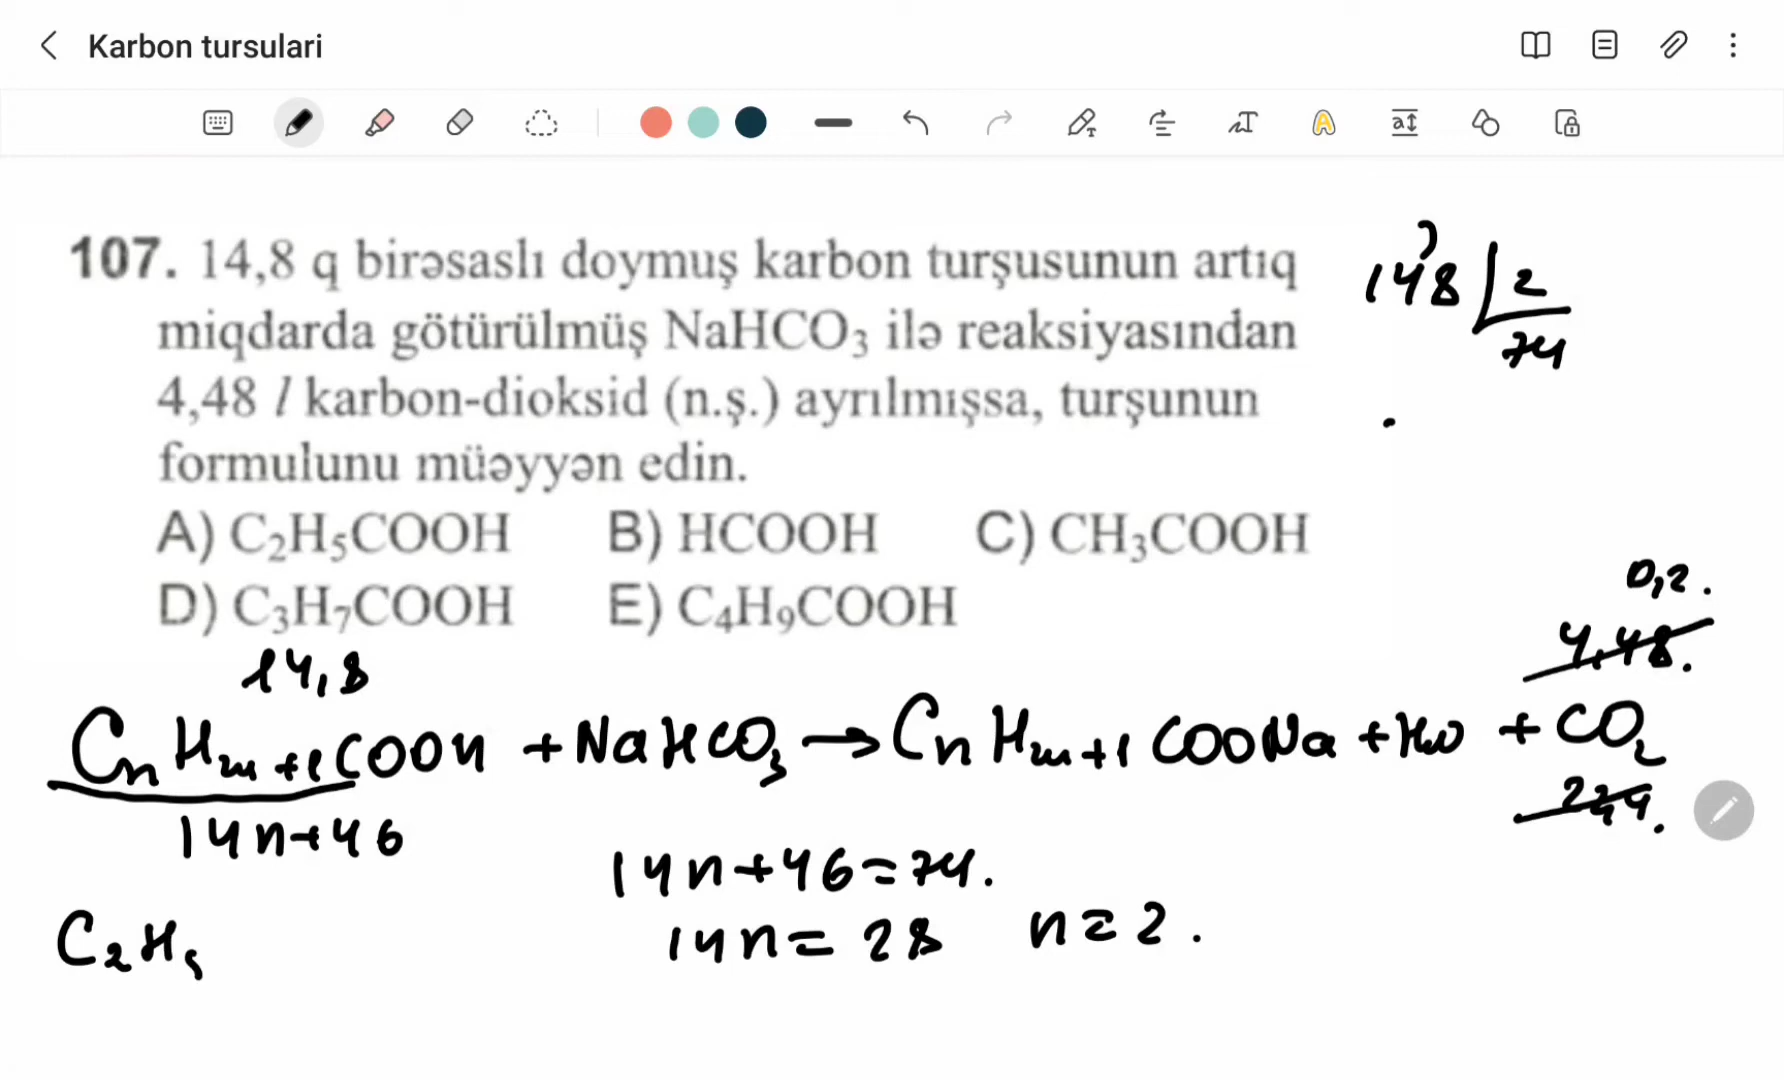 Karbon tursulari
107. 14,8 q birəsaslı doymuş karbon turşusunun artıq
miqdarda götürülmüş NaHCO₃ ilə reaksiyasından
4,48 l karbon-dioksid (n.ş.) ayrılmışsa, turşunun
formulunu müəyyən edin.
A) C₂H₅COOH B) HCOOH C) CH₃COOH
D) C₃H₇COOH E) C₄H₉COOH
148 | 2
74
0,2.
14,8 4,48.
CnH₂n+1COOH + NaHCO₃ → CnH₂n+1COONa + H₂O + CO₂
14n+46 224.
14n+46=74.
14n=28 n=2.
C₂H₅